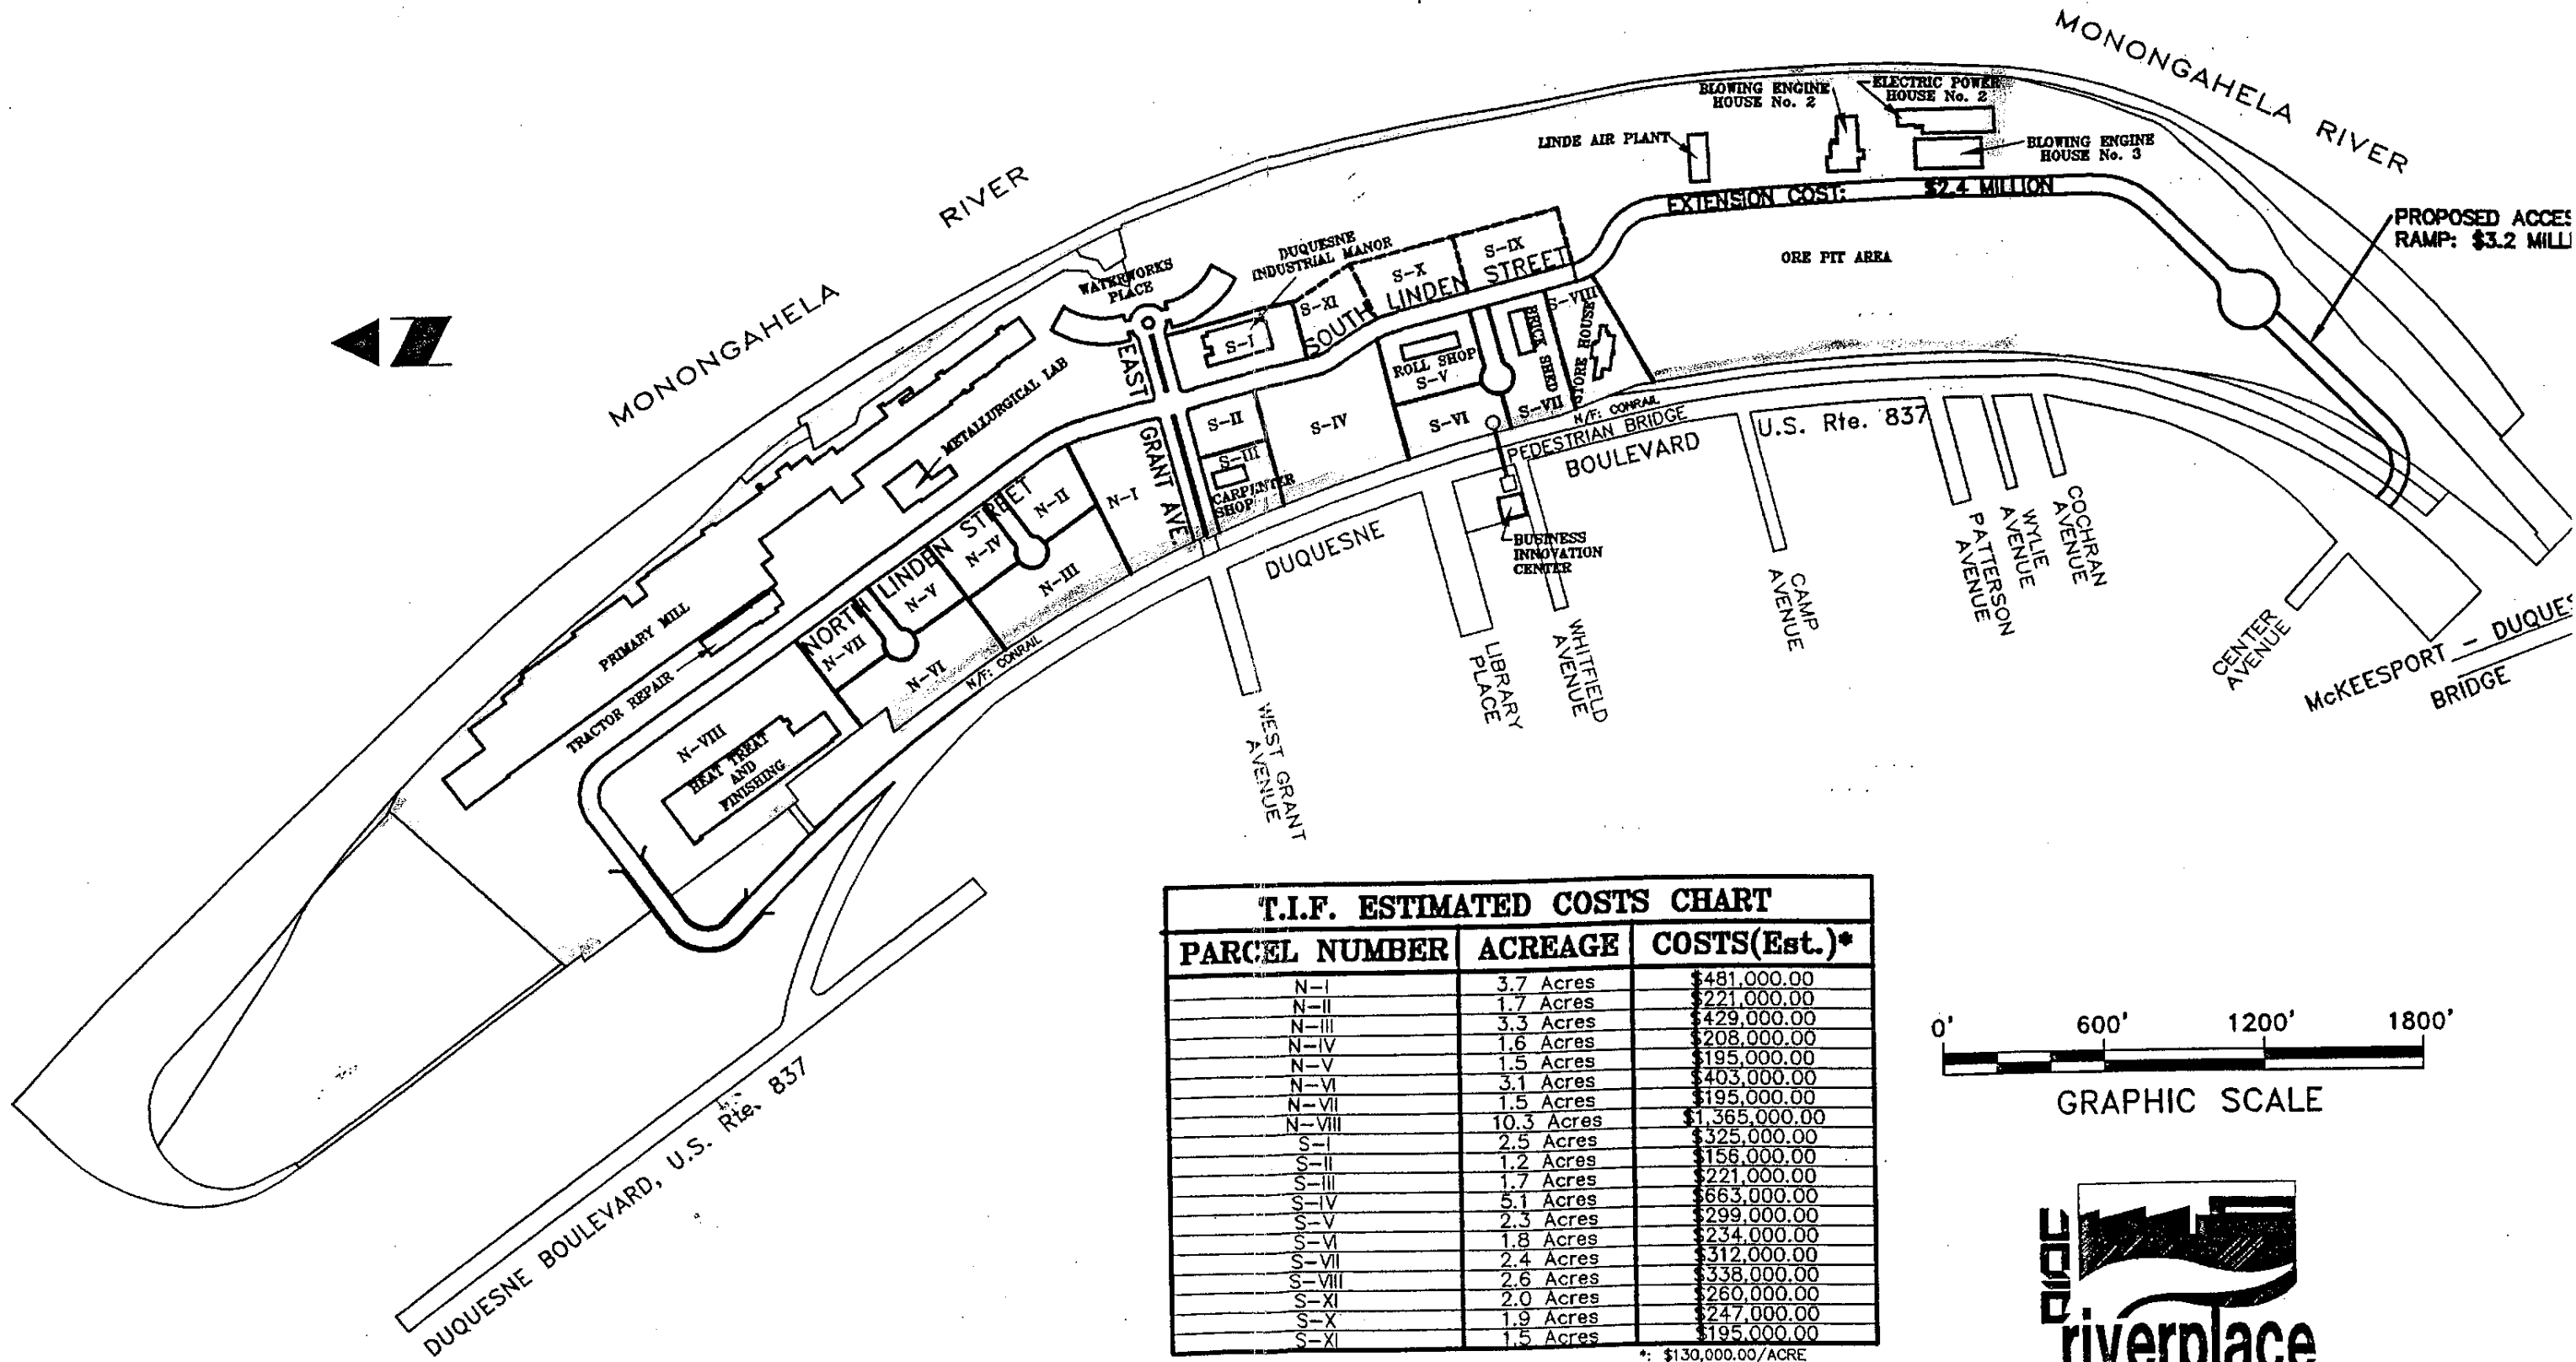 MONONGAHELA RIVER
MONONGAHELA
RIVER
BLOWING ENGINE
HOUSE No. 2
ELECTRIC POWER
HOUSE No. 2
LINDE AIR PLANT
BLOWING ENGINE
HOUSE No. 3
EXTENSION COST: $2.4 MILLION
PROPOSED ACCES
RAMP: $3.2 MILLI
ORE PIT AREA
Z
WATERWORKS
PLACE
DUQUESNE
INDUSTRIAL MANOR
S-I
S-XI
S-X
S-IX
SOUTH LINDEN STREET
S-VIII
STORE HOUSE
BRICK SHED
S-VII
ROLL SHOP
S-V
S-VI
S-IV
S-II
S-III
CARPENTER
SHOP
EAST
GRANT AVE.
METALLURGICAL LAB
N-I
N-II
N-III
N-IV
N-V
N-VI
N-VII
N-VIII
NORTH LINDEN STREET
PRIMARY MILL
TRACTOR REPAIR
HEAT TREAT
AND
FINISHING
N/F: CONRAIL
N/F: CONRAIL
PEDESTRIAN BRIDGE
DUQUESNE
BOULEVARD
U.S. Rte. 837
BUSINESS
INNOVATION
CENTER
WEST GRANT
AVENUE
LIBRARY
PLACE
WHITFIELD
AVENUE
CAMP
AVENUE
PATTERSON
AVENUE
WYLIE
AVENUE
COCHRAN
AVENUE
CENTER
AVENUE
McKEESPORT - DUQUES
BRIDGE
DUQUESNE BOULEVARD, U.S. Rte. 837
T.I.F. ESTIMATED COSTS CHART
PARCEL NUMBER ACREAGE COSTS(Est.)*
N-I 3.7 Acres $481,000.00
N-II 1.7 Acres $221,000.00
N-III 3.3 Acres $429,000.00
N-IV 1.6 Acres $208,000.00
N-V 1.5 Acres $195,000.00
N-VI 3.1 Acres $403,000.00
N-VII 1.5 Acres $195,000.00
N-VIII 10.3 Acres $1,365,000.00
S-I 2.5 Acres $325,000.00
S-II 1.2 Acres $156,000.00
S-III 1.7 Acres $221,000.00
S-IV 5.1 Acres $663,000.00
S-V 2.3 Acres $299,000.00
S-VI 1.8 Acres $234,000.00
S-VII 2.4 Acres $312,000.00
S-VIII 2.6 Acres $338,000.00
S-XI 2.0 Acres $260,000.00
S-X 1.9 Acres $247,000.00
S-XI 1.5 Acres $195,000.00
*: $130,000.00/ACRE
0' 600' 1200' 1800'
GRAPHIC SCALE
riverplace